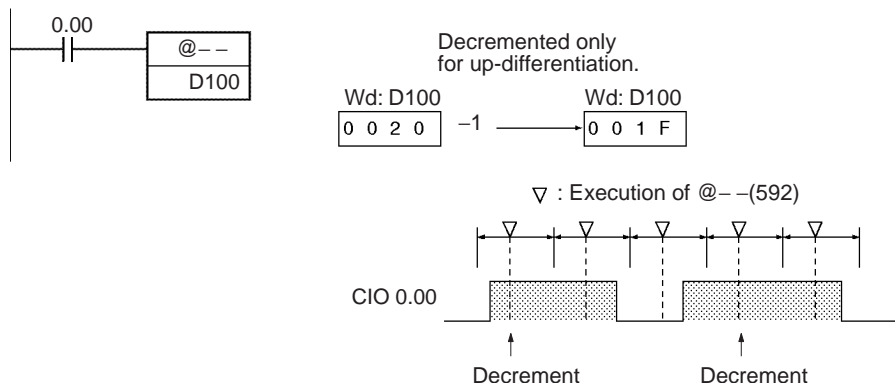 0.00
@– –
D100
Decremented only
for up-differentiation.
Wd: D100
Wd: D100
0 0 2 0 –1 0 0 1 F
▽ : Execution of @– –(592)
CIO 0.00
Decrement
Decrement